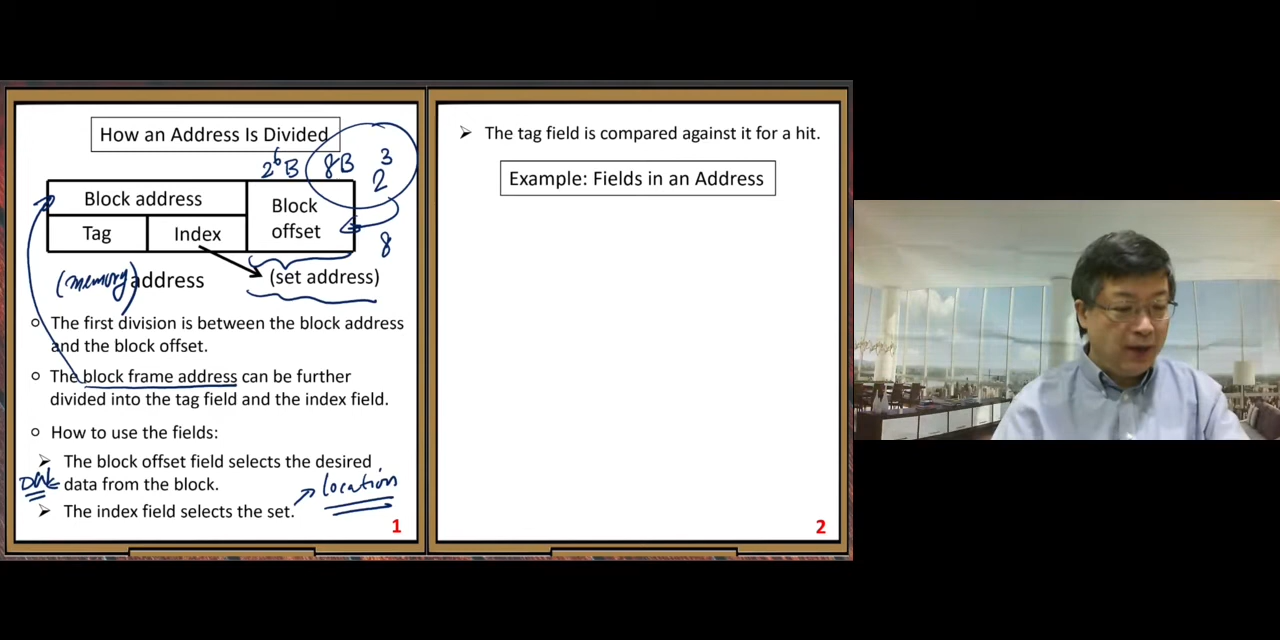 How an Address Is Divided
2⁶B 8B 2³
Block address
Block
offset
8
Tag Index
(memory) address (set address)
○ The first division is between the block address
and the block offset.
○ The block frame address can be further
divided into the tag field and the index field.
○ How to use the fields:
➢ The block offset field selects the desired
data from the block.
location
➢ The index field selects the set.
1
➢ The tag field is compared against it for a hit.
Example: Fields in an Address
2